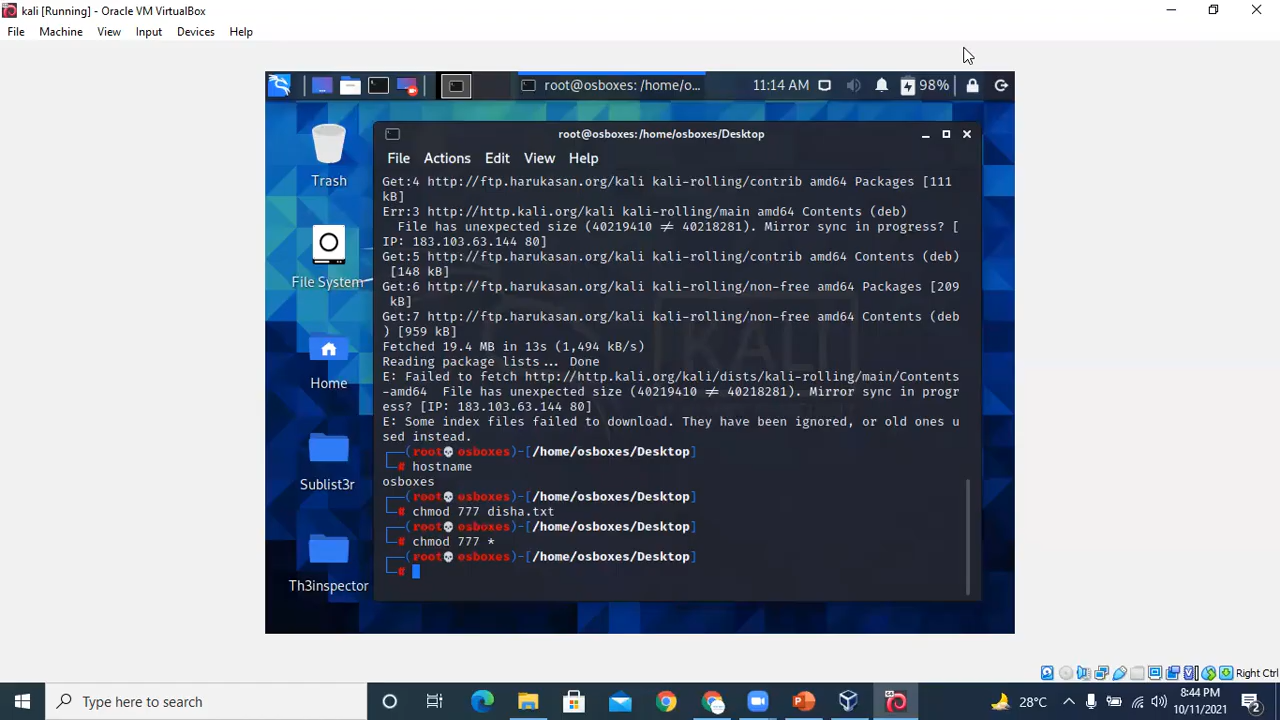 kali [Running] - Oracle VM VirtualBox
File Machine View Input Devices Help
root@osboxes: /home/o... 11:14 AM 98%
root@osboxes:/home/osboxes/Desktop
File Actions Edit View Help
Trash
File System
Home
Sublist3r
Th3inspector
Get:4 http://ftp.harukasan.org/kali kali-rolling/contrib amd64 Packages [111
kB]
Err:3 http://http.kali.org/kali kali-rolling/main amd64 Contents (deb)
File has unexpected size (40219410 ≠ 40218281). Mirror sync in progress? [
IP: 183.103.63.144 80]
Get:5 http://ftp.harukasan.org/kali kali-rolling/contrib amd64 Contents (deb)
[148 kB]
Get:6 http://ftp.harukasan.org/kali kali-rolling/non-free amd64 Packages [209
kB]
Get:7 http://ftp.harukasan.org/kali kali-rolling/non-free amd64 Contents (deb
) [959 kB]
Fetched 19.4 MB in 13s (1,494 kB/s)
Reading package lists... Done
E: Failed to fetch http://http.kali.org/kali/dists/kali-rolling/main/Contents
-amd64 File has unexpected size (40219410 ≠ 40218281). Mirror sync in progr
ess? [IP: 183.103.63.144 80]
E: Some index files failed to download. They have been ignored, or old ones u
sed instead.
┌──(root💀osboxes)-[/home/osboxes/Desktop]
└─# hostname
osboxes
┌──(root💀osboxes)-[/home/osboxes/Desktop]
└─# chmod 777 disha.txt
┌──(root💀osboxes)-[/home/osboxes/Desktop]
└─# chmod 777 *
┌──(root💀osboxes)-[/home/osboxes/Desktop]
└─#
KALI
Right Ctrl
Type here to search
28°C
8:44 PM
10/11/2021
2